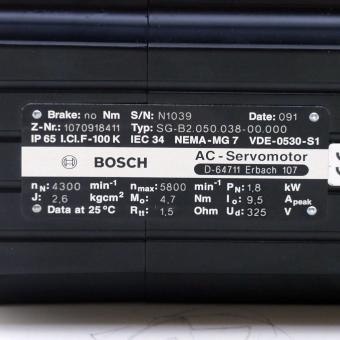 Brake: no Nm S/N: N1039 Date: 091
Z-Nr.: 1070918411 Typ: SG-B2.050.038-00.000
IP 65 I.Cl.F-100 K IEC 34 NEMA-MG 7 VDE-0530-S1
BOSCH AC-Servomotor
D-64711 Erbach 107
nN: 4300 min⁻¹ nmax: 5800 min⁻¹ PN: 1,8 kW
J: 2,6 kgcm² Mo: 4,7 Nm Io: 9,5 Apeak
Data at 25°C Rtt: 1,5 Ohm Ud: 325 V